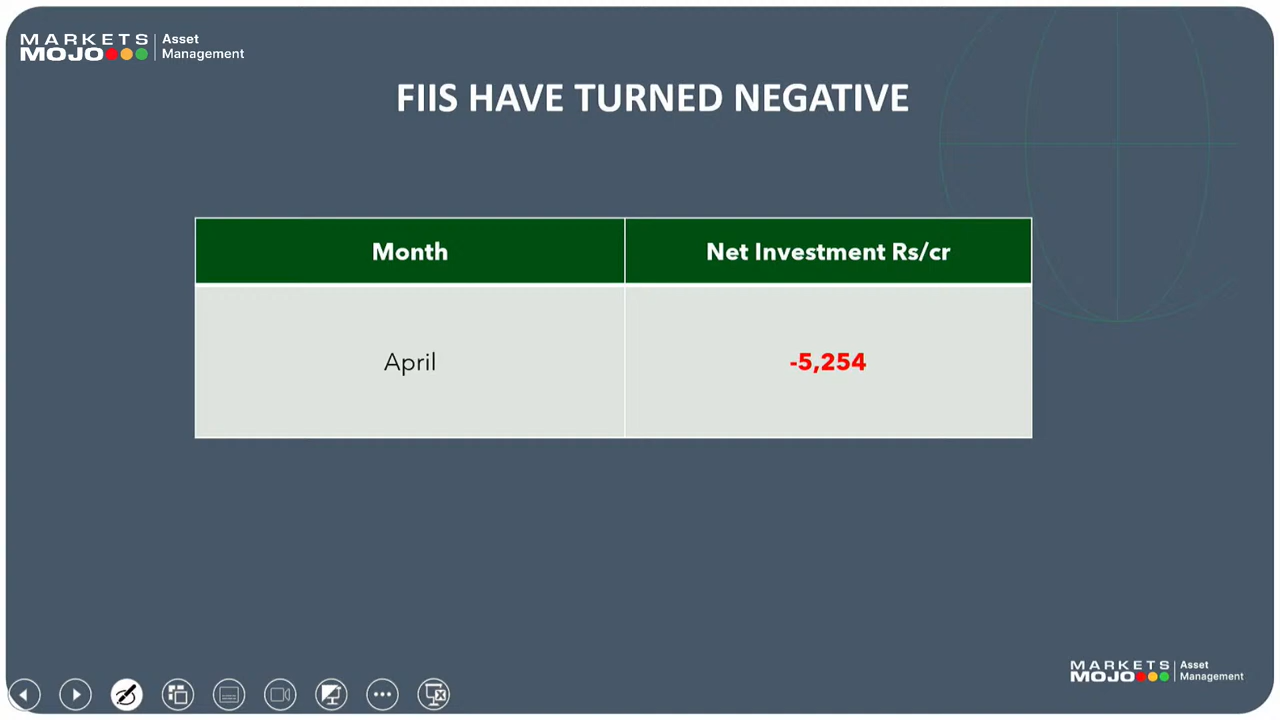 MARKETS
MOJO
Asset
Management
FIIS HAVE TURNED NEGATIVE
Month
Net Investment Rs/cr
April
-5,254
MARKETS
MOJO
Asset
Management